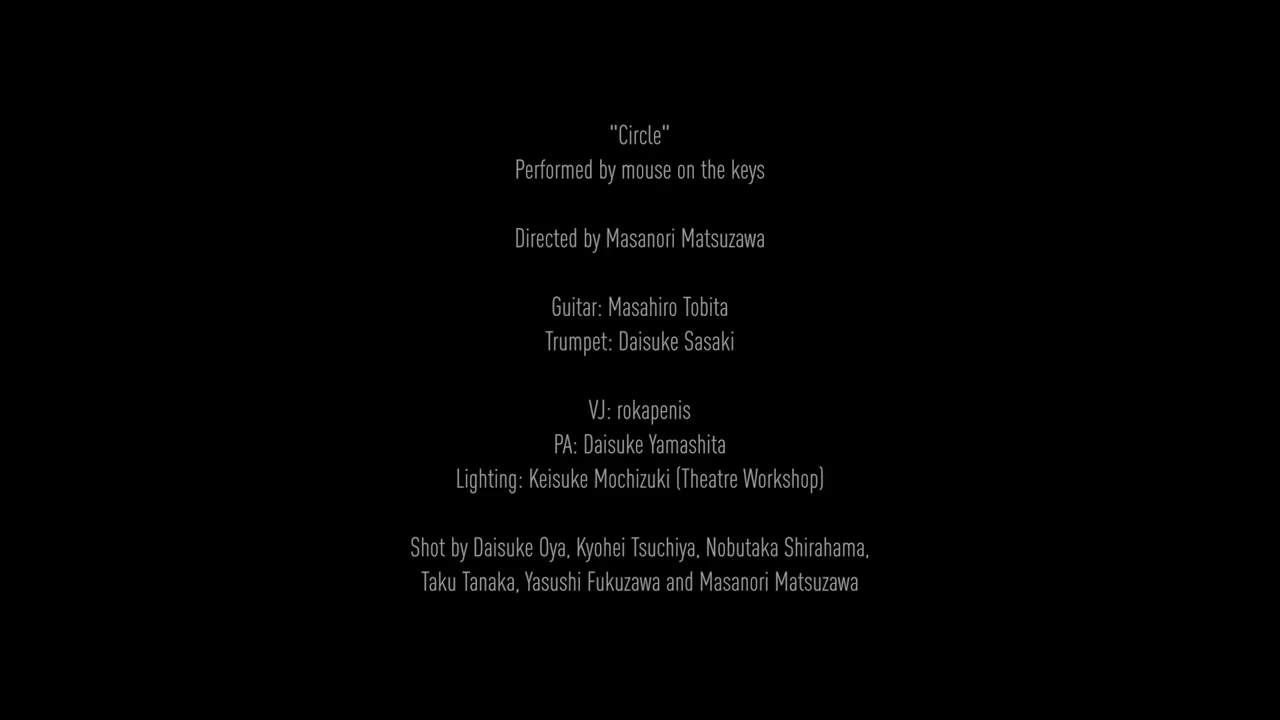 "Circle"
Performed by mouse on the keys
Directed by Masanori Matsuzawa
Guitar: Masahiro Tobita
Trumpet: Daisuke Sasaki
VJ: rokapenis
PA: Daisuke Yamashita
Lighting: Keisuke Mochizuki (Theatre Workshop)
Shot by Daisuke Oya, Kyohei Tsuchiya, Nobutaka Shirahama,
Taku Tanaka, Yasushi Fukuzawa and Masanori Matsuzawa